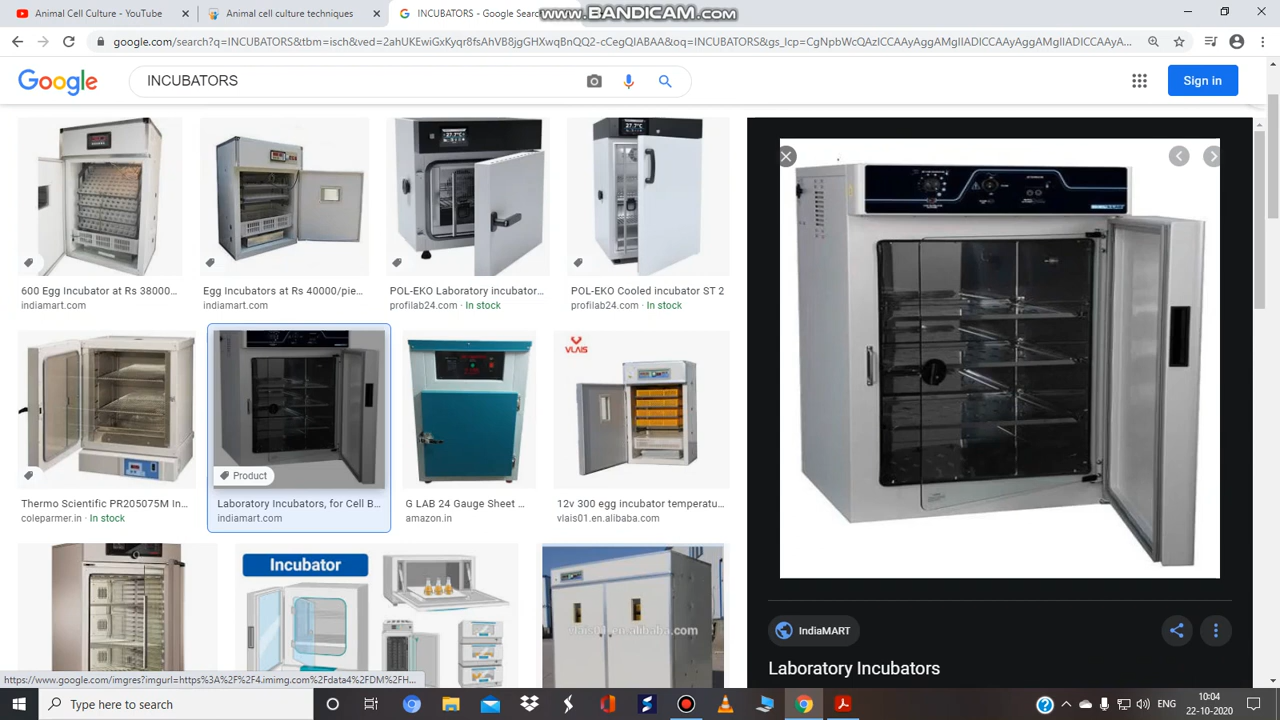 Animal Cell Culture - YouTube
Animal cell culture techniques
INCUBATORS - Google Sear
www.BANDICAM.com
google.com/search?q=INCUBATORS&tbm=isch&ved=2ahUKEwiGxKyqr8fsAhVB8jgGHXwqBnQQ2-cCegQIABAA&oq=INCUBATORS&gs_lcp=CgNpbWcQAzICCAAyAggAMgIIADICCAAyA...
Google
INCUBATORS
Sign in
600 Egg Incubator at Rs 38000...
indiamart.com
Egg Incubators at Rs 40000/pie...
indiamart.com
POL-EKO Laboratory incubator...
profilab24.com · In stock
POL-EKO Cooled incubator ST 2
profilab24.com · In stock
VLAIS
Product
Thermo Scientific PR205075M In...
coleparmer.in · In stock
Laboratory Incubators, for Cell B...
indiamart.com
G LAB 24 Gauge Sheet ...
amazon.in
12v 300 egg incubator temperatu...
vlais01.en.alibaba.com
Incubator
IndiaMART
Laboratory Incubators
https://www.google.com/imgres?imgurl=https%3A%2F%2F4.imimg.com%2Fdata4%2FDM%2FH...
Type here to search
ENG
10:04
22-10-2020